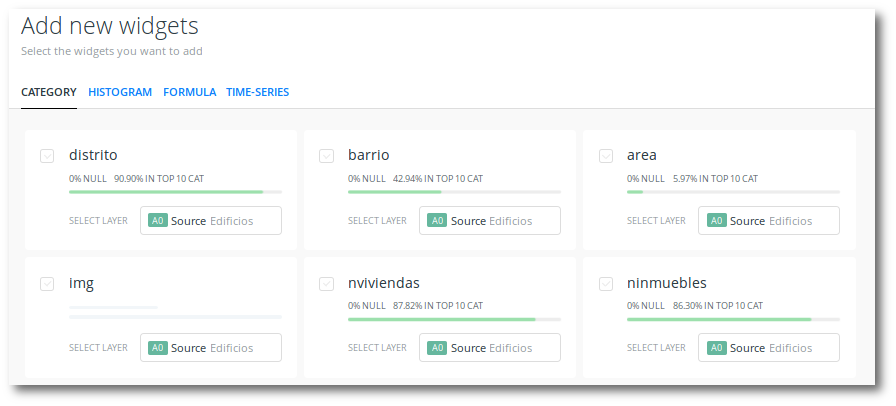 Add new widgets
Select the widgets you want to add
CATEGORY HISTOGRAM FORMULA TIME-SERIES
distrito
0% NULL 90.90% IN TOP 10 CAT
SELECT LAYER A0 Source Edificios
barrio
0% NULL 42.94% IN TOP 10 CAT
SELECT LAYER A0 Source Edificios
area
0% NULL 5.97% IN TOP 10 CAT
SELECT LAYER A0 Source Edificios
img
SELECT LAYER A0 Source Edificios
nviviendas
0% NULL 87.82% IN TOP 10 CAT
SELECT LAYER A0 Source Edificios
ninmuebles
0% NULL 86.30% IN TOP 10 CAT
SELECT LAYER A0 Source Edificios